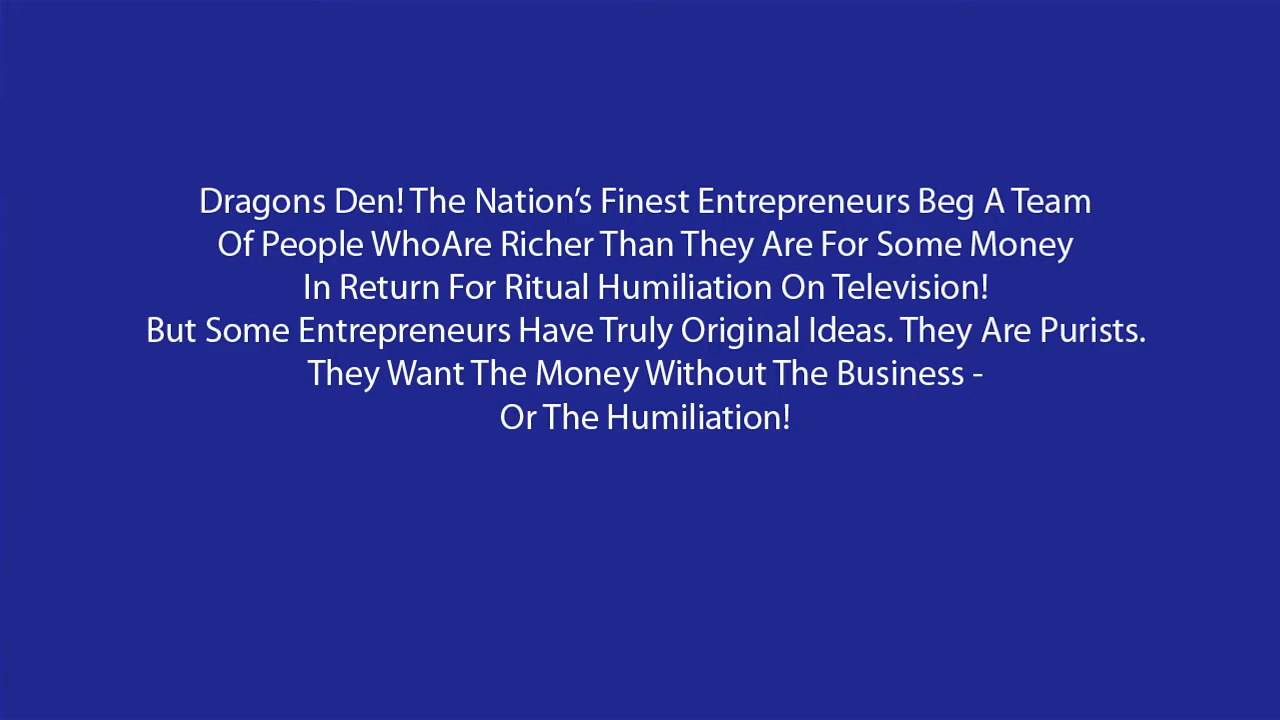 Dragons Den! The Nation's Finest Entrepreneurs Beg A Team
Of People WhoAre Richer Than They Are For Some Money
In Return For Ritual Humiliation On Television!
But Some Entrepreneurs Have Truly Original Ideas. They Are Purists.
They Want The Money Without The Business -
Or The Humiliation!